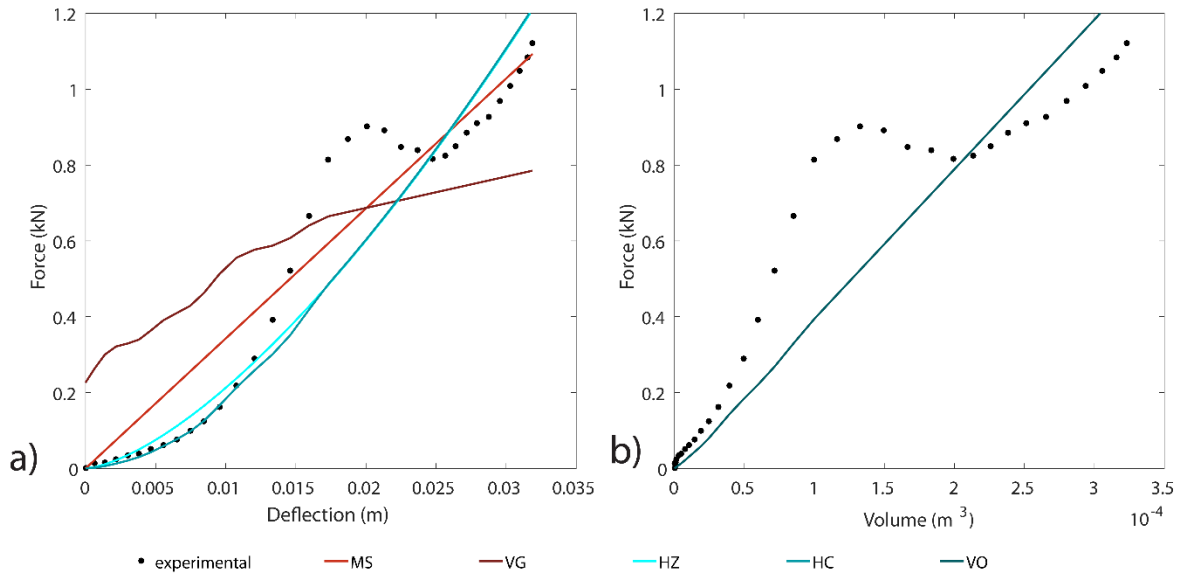 1.2
1
0.8
0.6
0.4
0.2
0
Force (kN)
a)
0 0.005 0.01 0.015 0.02 0.025 0.03 0.035
Deflection (m)
1.2
1
0.8
0.6
0.4
0.2
0
Force (kN)
b)
0 0.5 1 1.5 2 2.5 3 3.5
Volume (m³) 10⁻⁴
experimental MS VG HZ HC VO